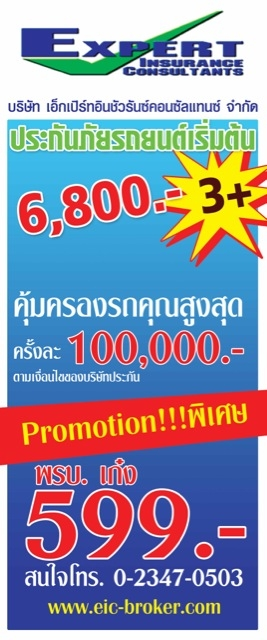 EXPERT
INSURANCE
CONSULTANTS
บริษัท เอ็กเปิร์ทอินชัวรันซ์คอนซัลแทนซ์ จำกัด
ประกันภัยรถยนต์เริ่มต้น
6,800.- 3+
คุ้มครองรถคุณสูงสุด
ครั้งละ 100,000.-
ตามเงื่อนไขของบริษัทประกัน
Promotion!!!พิเศษ
พรบ. เก๋ง
599.-
สนใจโทร. 0-2347-0503
www.eic-broker.com